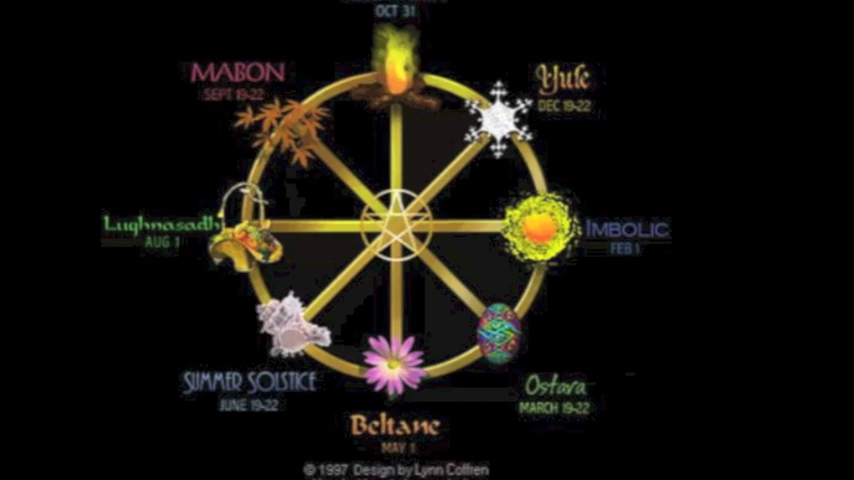 OCT 31
MABON
SEPT 19-22
Yule
DEC 19-22
Lughnasadh
AUG 1
IMBOLIC
FEB 1
SUMMER SOLSTICE
JUNE 19-22
Ostara
MARCH 19-22
Beltane
MAY 1
© 1997 Design by Lynn Coffren